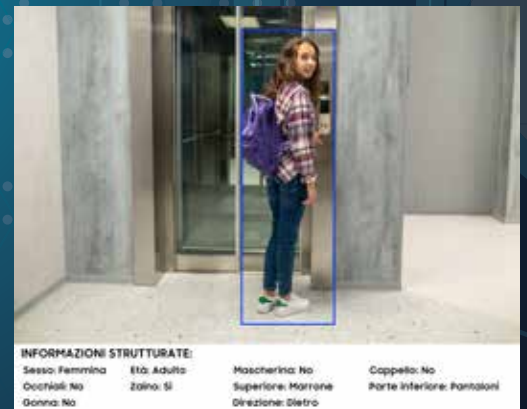 INFORMAZIONI STRUTTURATE:
Sesso: Femmina Età: Adulto Mascherina: No Cappello: No
Occhiali: No Zaino: Sì Superiore: Marrone Parte Inferiore: Pantaloni
Gonna: No Direzione: Dietro